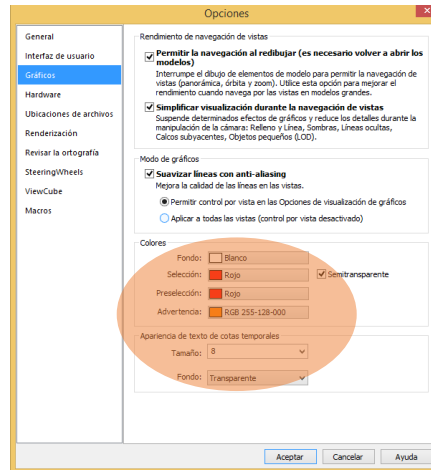 Opciones
General
Interfaz de usuario
Gráficos
Hardware
Ubicaciones de archivos
Renderización
Revisar la ortografía
SteeringWheels
ViewCube
Macros
Rendimiento de navegación de vistas
Permitir la navegación al redibujar (es necesario volver a abrir los
modelos)
Interrumpe el dibujo de elementos de modelo para permitir la navegación de
vistas (panorámica, órbita y zoom). Utilice esta opción para mejorar el
rendimiento cuando navega por las vistas en modelos grandes.
Simplificar visualización durante la navegación de vistas
Suspende determinados efectos de gráficos y reduce los detalles durante la
manipulación de la cámara: Relleno y Línea, Sombras, Líneas ocultas,
Calcos subyacentes, Objetos pequeños (LOD).
Modo de gráficos
Suavizar líneas con anti-aliasing
Mejora la calidad de las líneas en las vistas.
Permitir control por vista en las Opciones de visualización de gráficos
Aplicar a todas las vistas (control por vista desactivado)
Colores
Fondo: Blanco
Selección: Rojo Semitransparente
Preselección: Rojo
Advertencia: RGB 255-128-000
Apariencia de texto de cotas temporales
Tamaño: 8
Fondo: Transparente
Aceptar Cancelar Ayuda